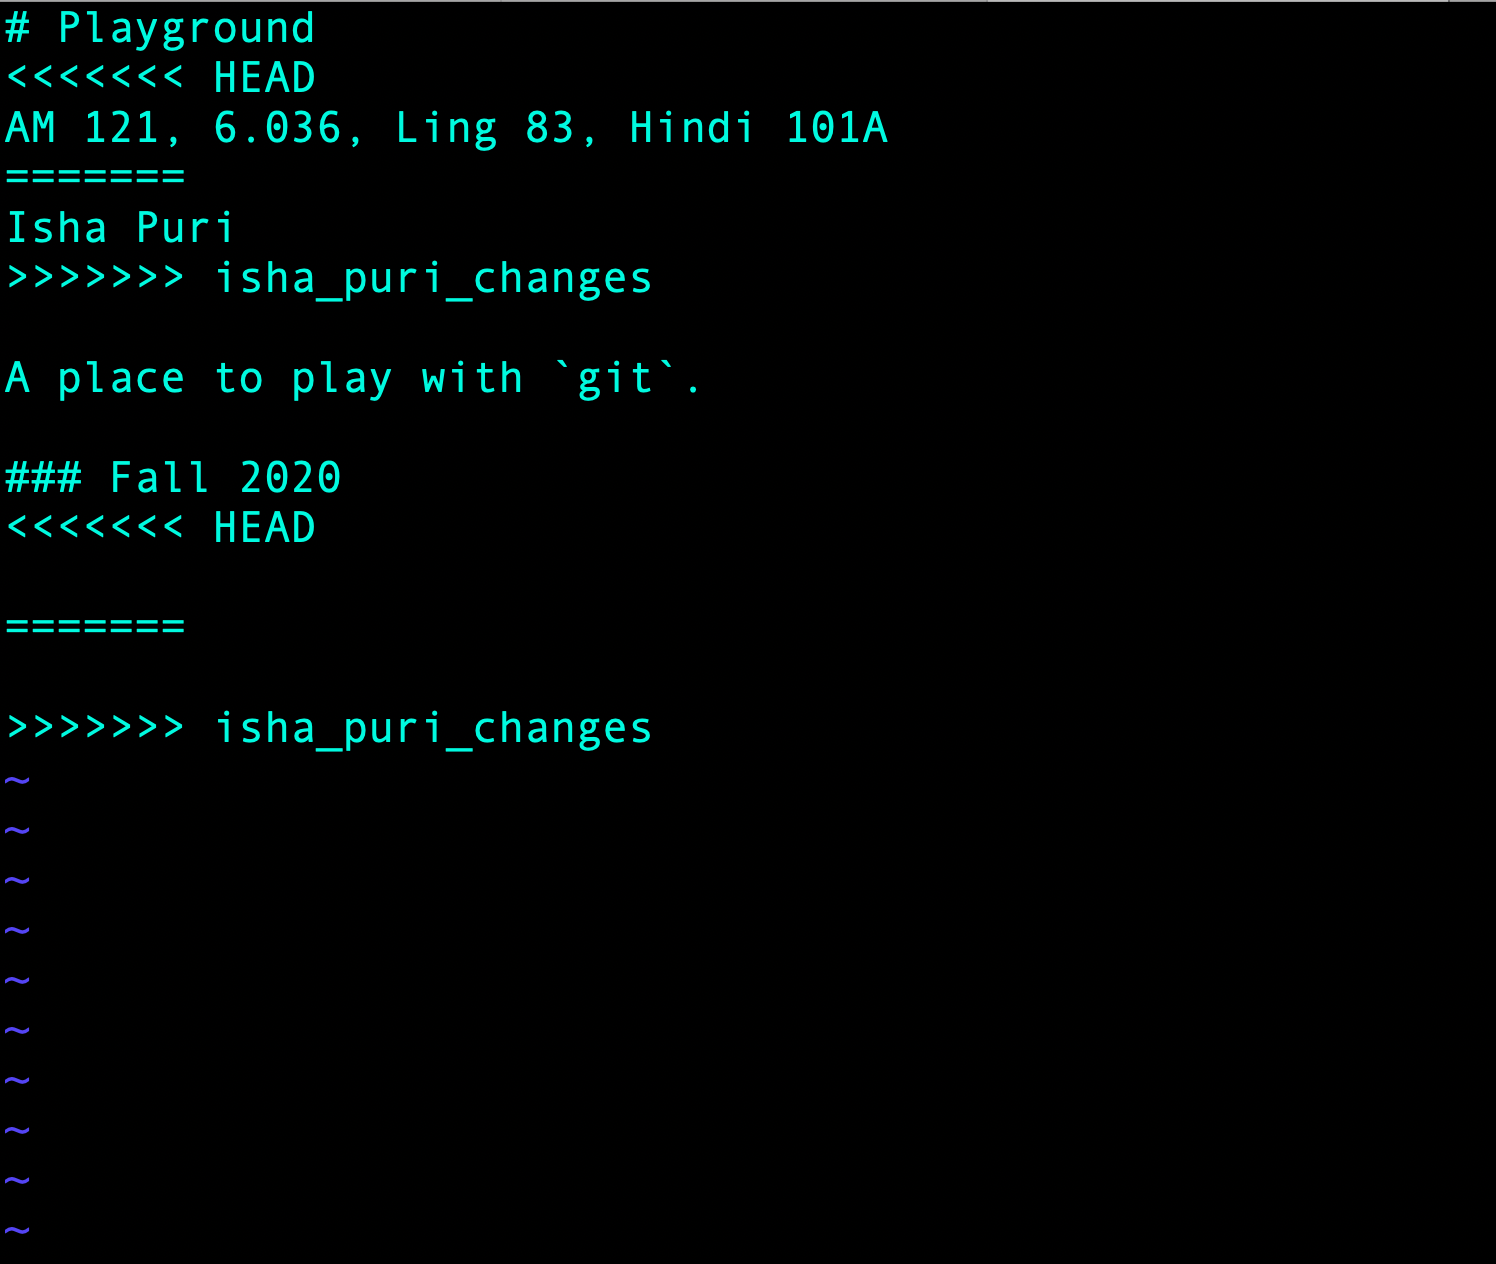 # Playground
<<<<<<< HEAD
AM 121, 6.036, Ling 83, Hindi 101A
=======
Isha Puri
>>>>>>> isha_puri_changes

A place to play with `git`.

### Fall 2020
<<<<<<< HEAD

=======

>>>>>>> isha_puri_changes
~
~
~
~
~
~
~
~
~
~